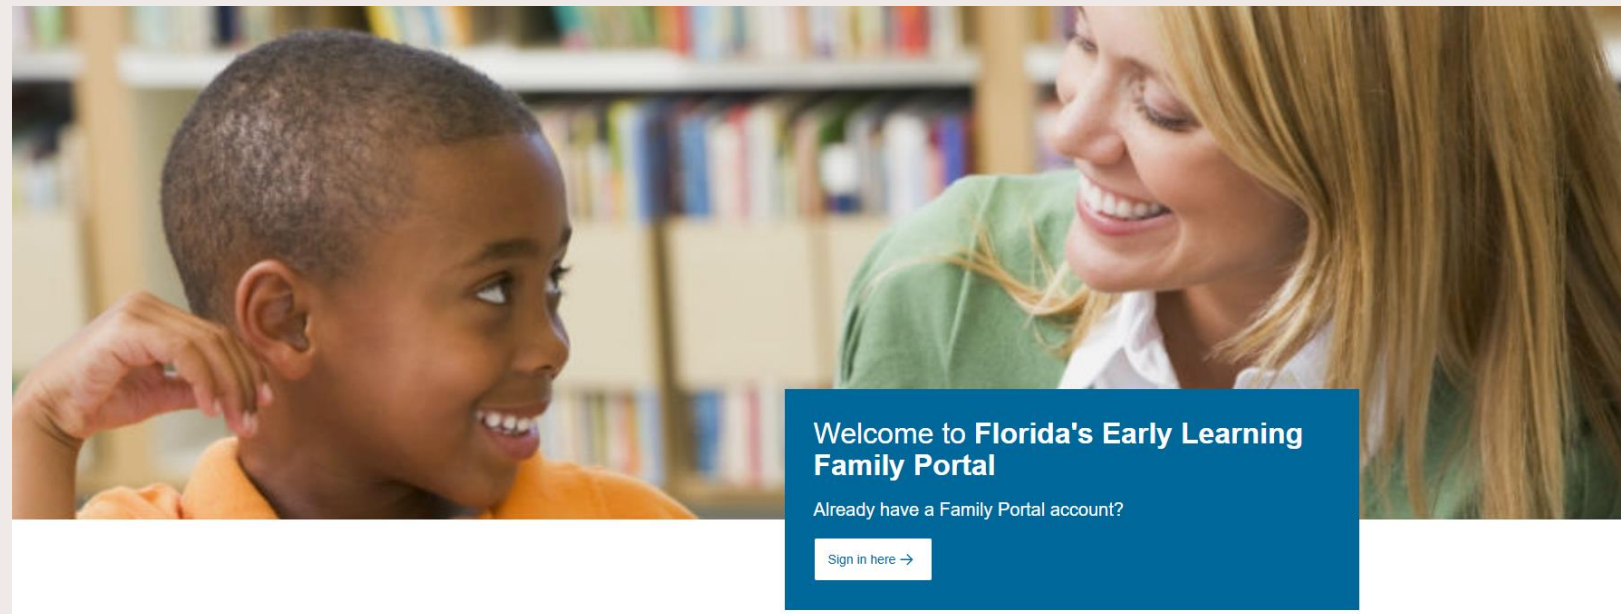 Welcome to Florida's Early Learning
Family Portal
Already have a Family Portal account?
Sign in here →